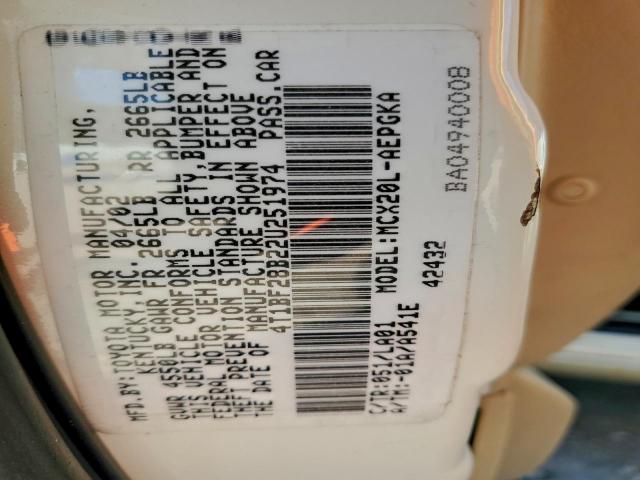 MFD.BY:TOYOTA MOTOR MANUFACTURING,
KENTUCKY,INC. 04/02
GVWR 4550LB GAWR FR 2665LB RR 2665LB
THIS VEHICLE CONFORMS TO ALL APPLICABLE
FEDERAL MOTOR VEHICLE SAFETY,BUMPER AND
THEFT PREVENTION STANDARDS IN EFFECT ON
THE DATE OF MANUFACTURE SHOWN ABOVE
4T1BF28B22U251974 PASS.CAR
C/TR:051/LA01 MODEL:MCX20L-AEPGKA
A/TM:-01A/A541E 42432
BA04940008